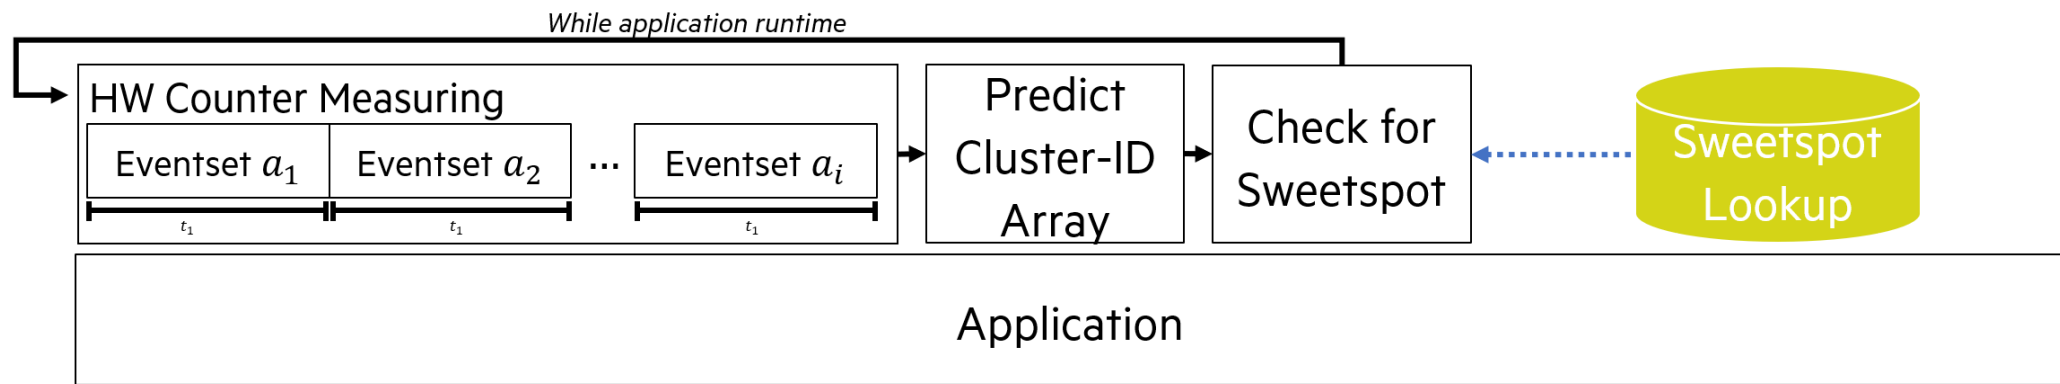 While application runtime
HW Counter Measuring
Eventset a₁
Eventset a₂
...
Eventset aᵢ
t₁
t₁
t₁
Predict
Cluster-ID
Array
Check for
Sweetspot
Sweetspot
Lookup
Application